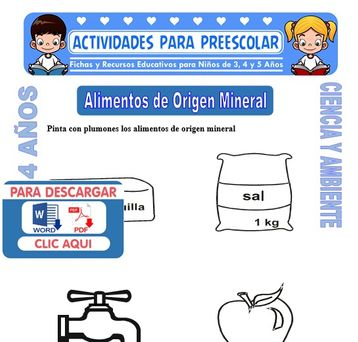 ACTIVIDADES PARA PREESCOLAR
Fichas y Recursos Educativos para Niños de 3, 4 y 5 Años
Alimentos de Origen Mineral
4 AÑOS
CIENCIA Y AMBIENTE
Pinta con plumones los alimentos de origen mineral
PARA DESCARGAR
WORD
PDF
CLIC AQUI
sal
1 kg